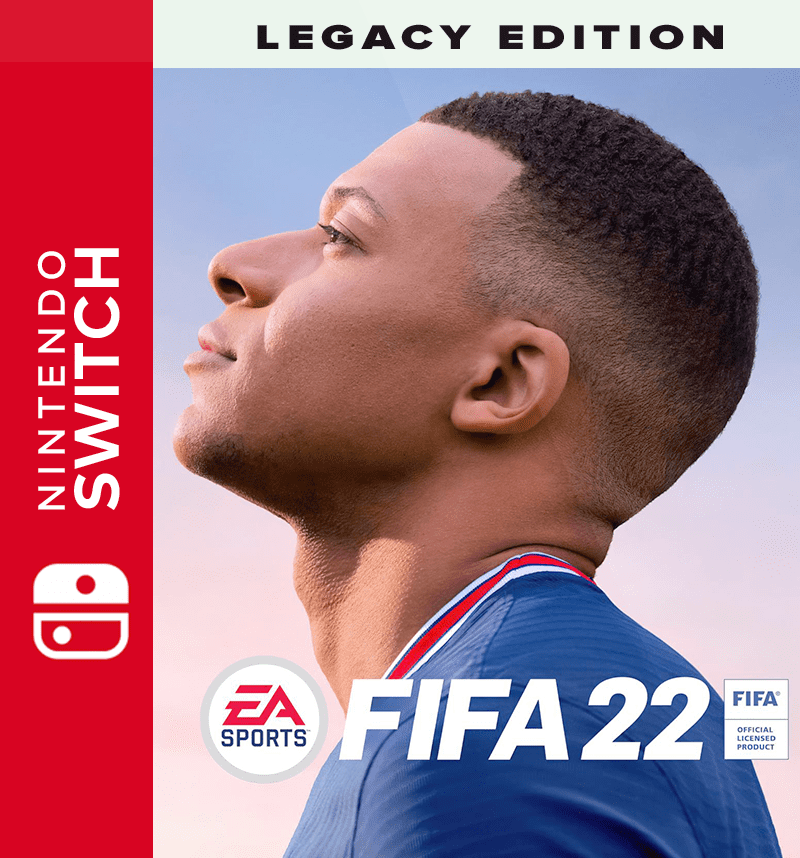 LEGACY EDITION
NINTENDO
SWITCH
EA
SPORTS
FIFA 22
FIFA®
OFFICIAL
LICENSED
PRODUCT